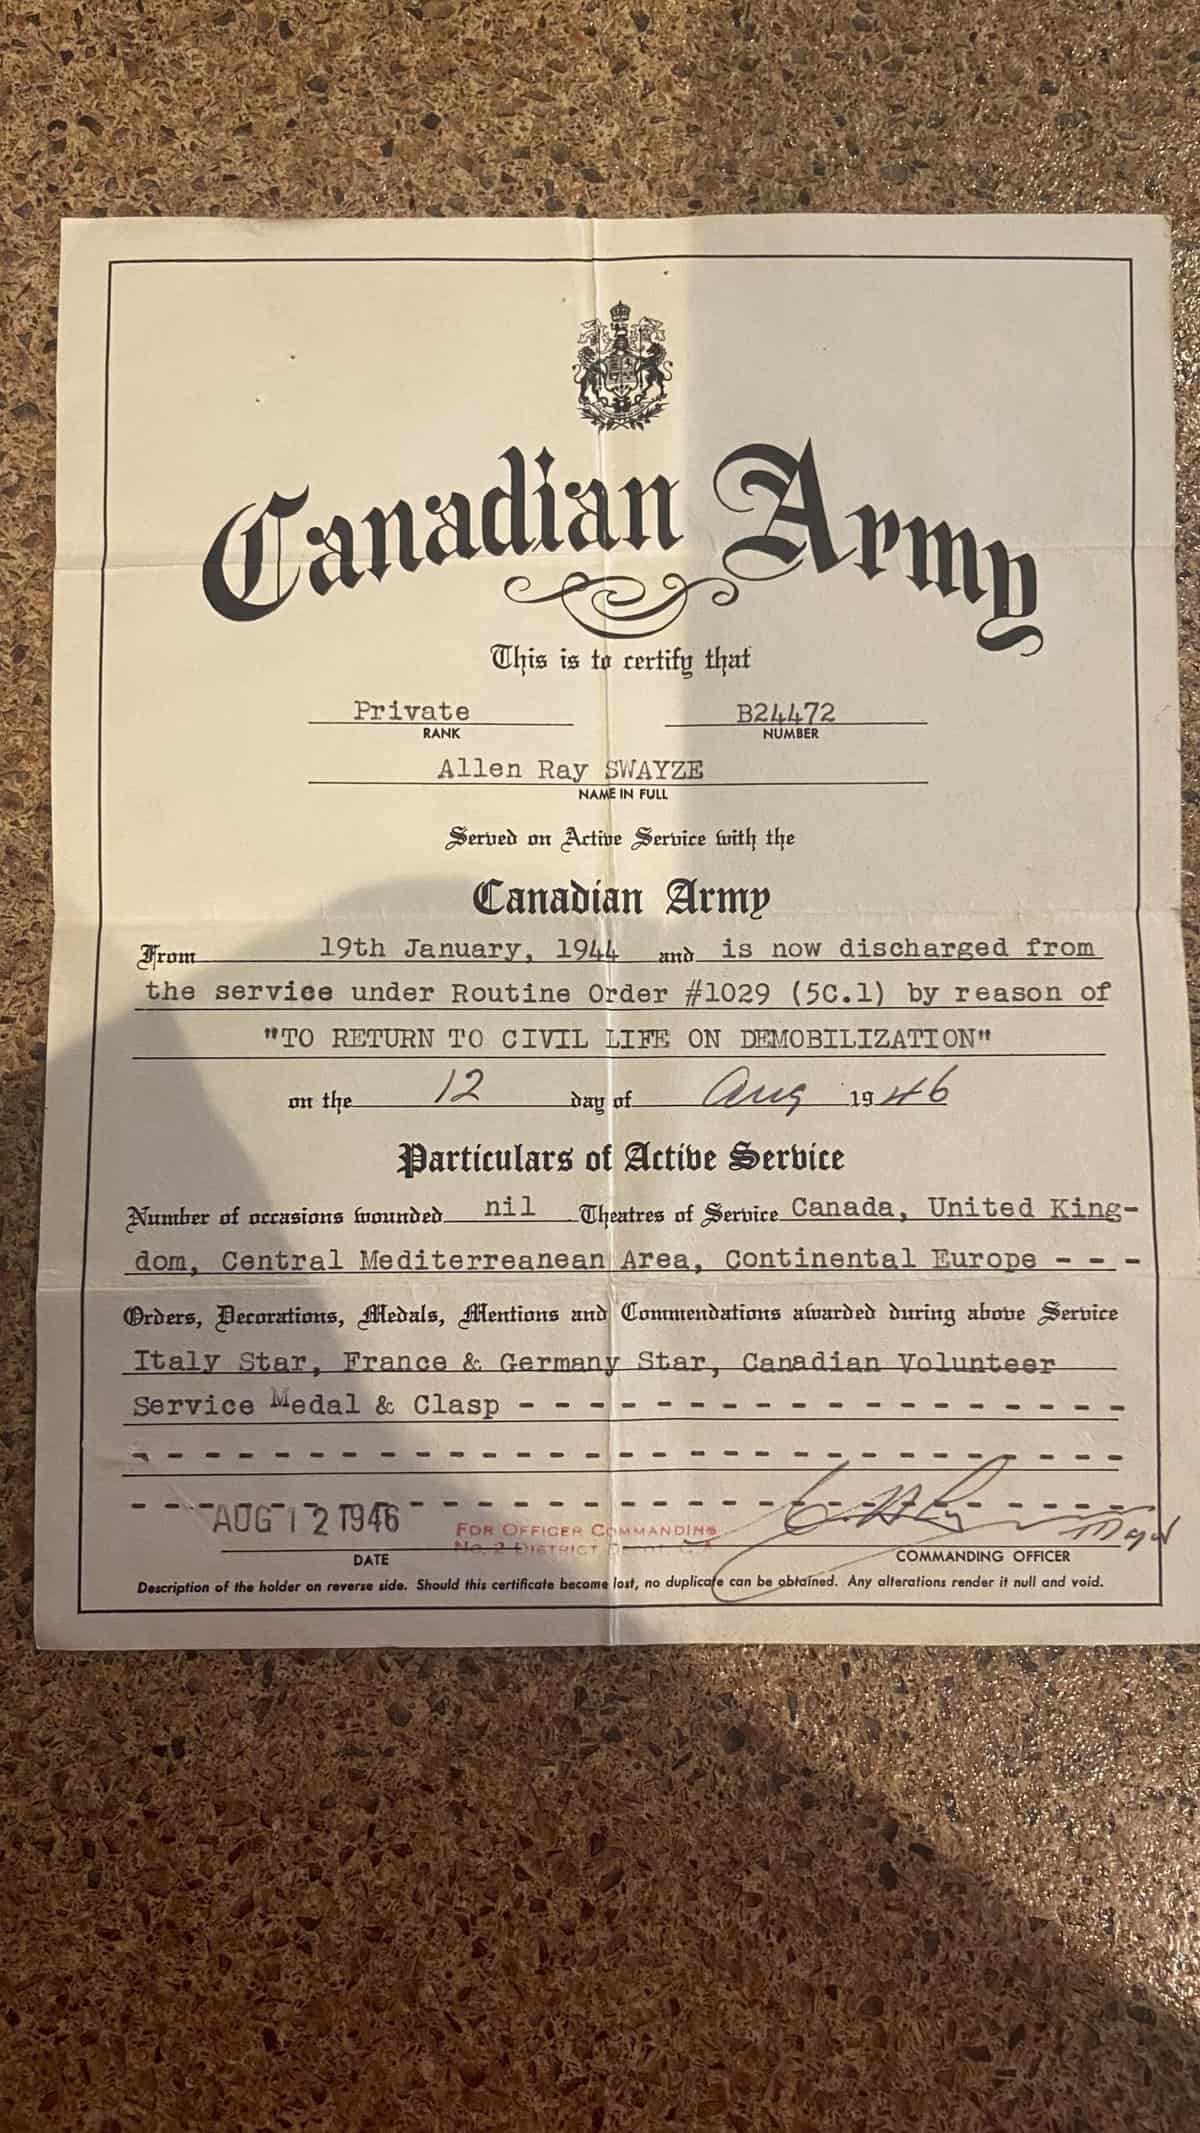 Canadian Army
This is to certify that
Private B24472
RANK NUMBER
Allen Ray SWAYZE
NAME IN FULL
Served on Active Service with the
Canadian Army
From 19th January, 1944 and is now discharged from
the service under Routine Order #1029 (5C.1) by reason of
"TO RETURN TO CIVIL LIFE ON DEMOBILIZATION"
on the 12 day of Aug 1946
Particulars of Active Service
Number of occasions wounded nil Theatres of Service Canada, United King-
dom, Central Mediterreanean Area, Continental Europe - - -
Orders, Decorations, Medals, Mentions and Commendations awarded during above Service
Italy Star, France & Germany Star, Canadian Volunteer
Service Medal & Clasp - - - - - - - - - - - - - - - - - -
AUG 12 1946
FOR OFFICER COMMANDING
No. 2 DISTRICT DEPOT, C.A.
Major
DATE COMMANDING OFFICER
Description of the holder on reverse side. Should this certificate become lost, no duplicate can be obtained. Any alterations render it null and void.